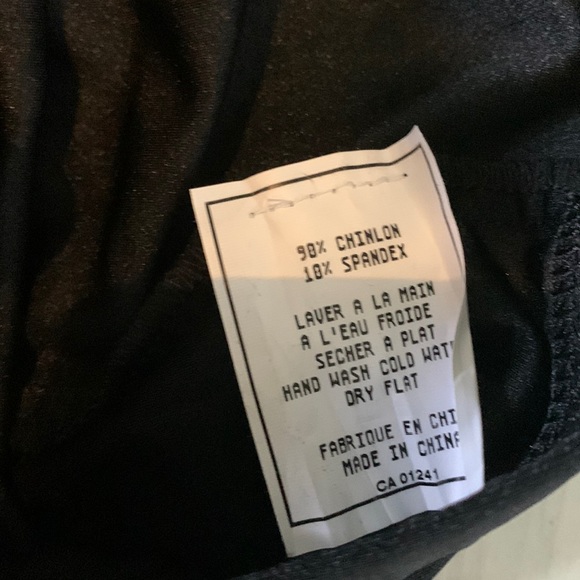 90% CHINLON
10% SPANDEX
LAVER A LA MAIN
A L'EAU FROIDE
SECHER A PLAT
HAND WASH COLD WAT
DRY FLAT
FABRIQUE EN CHI
MADE IN CHINA
CA 01241